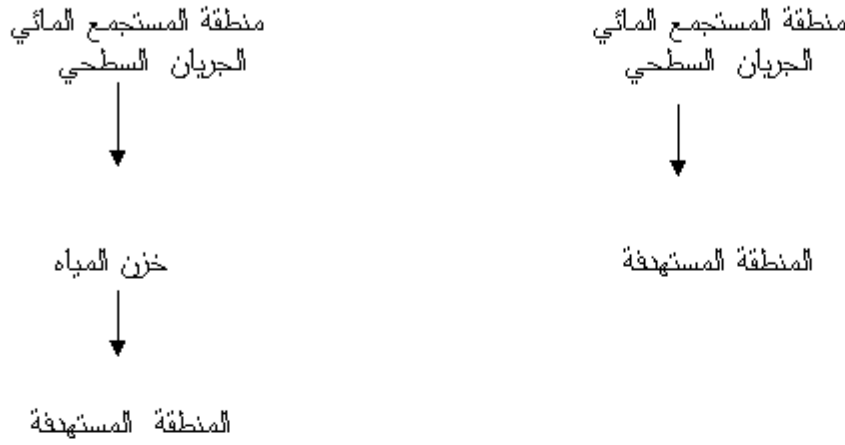 منطقة المستجمع المائي
الجريان السطحي
المنطقة المستهدفة
منطقة المستجمع المائي
الجريان السطحي
خزن المياه
المنطقة المستهدفة